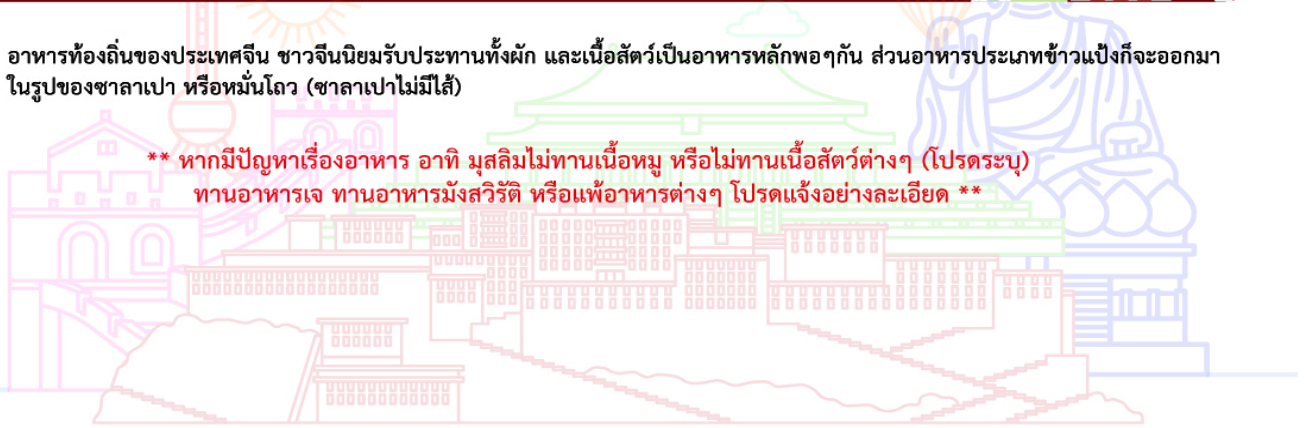 อาหารท้องถิ่นของประเทศจีน ชาวจีนนิยมรับประทานทั้งผัก และเนื้อสัตว์เป็นอาหารหลักพอๆกัน ส่วนอาหารประเภทข้าวแป้งก็จะออกมา
ในรูปของซาลาเปา หรือหมั่นโถว (ซาลาเปาไม่มีไส้)
** หากมีปัญหาเรื่องอาหาร อาทิ มุสลิมไม่ทานเนื้อหมู หรือไม่ทานเนื้อสัตว์ต่างๆ (โปรดระบุ)
ทานอาหารเจ ทานอาหารมังสวิรัติ หรือแพ้อาหารต่างๆ โปรดแจ้งอย่างละเอียด **